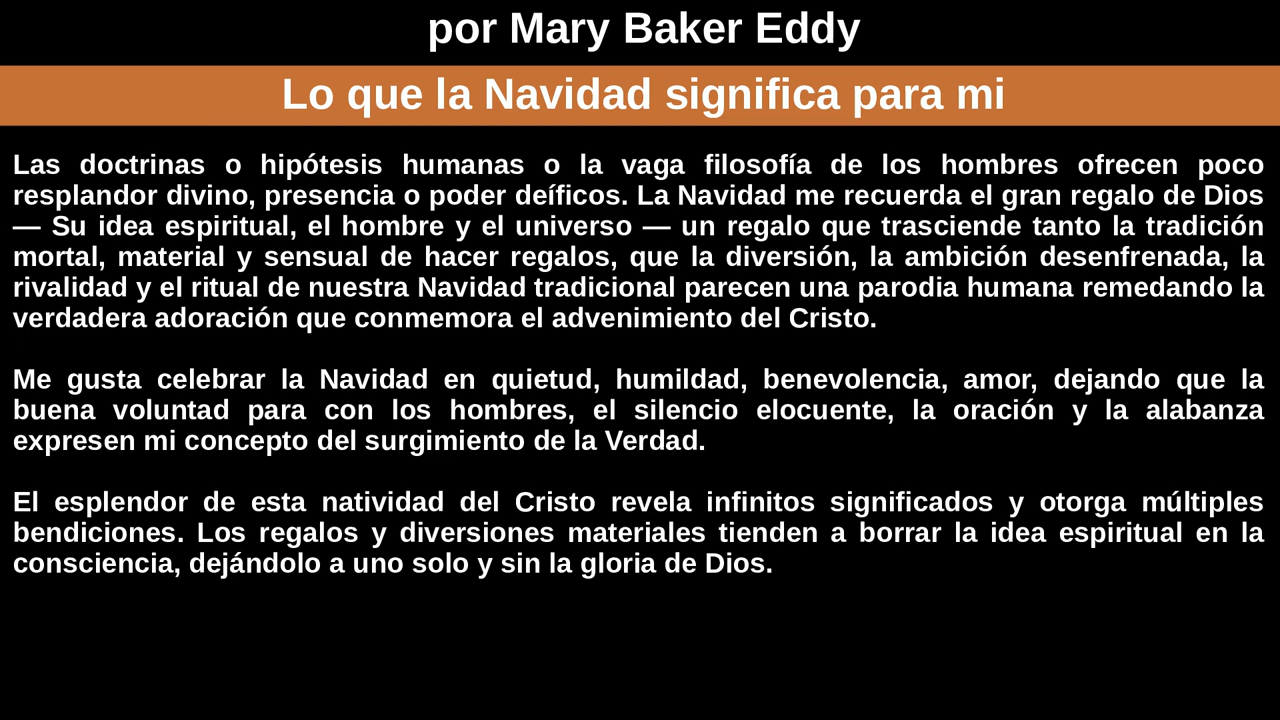 por Mary Baker Eddy
Lo que la Navidad significa para mi
Las doctrinas o hipótesis humanas o la vaga filosofía de los hombres ofrecen poco
resplandor divino, presencia o poder deíficos. La Navidad me recuerda el gran regalo de Dios
— Su idea espiritual, el hombre y el universo — un regalo que trasciende tanto la tradición
mortal, material y sensual de hacer regalos, que la diversión, la ambición desenfrenada, la
rivalidad y el ritual de nuestra Navidad tradicional parecen una parodia humana remedando la
verdadera adoración que conmemora el advenimiento del Cristo.
Me gusta celebrar la Navidad en quietud, humildad, benevolencia, amor, dejando que la
buena voluntad para con los hombres, el silencio elocuente, la oración y la alabanza
expresen mi concepto del surgimiento de la Verdad.
El esplendor de esta natividad del Cristo revela infinitos significados y otorga múltiples
bendiciones. Los regalos y diversiones materiales tienden a borrar la idea espiritual en la
consciencia, dejándolo a uno solo y sin la gloria de Dios.